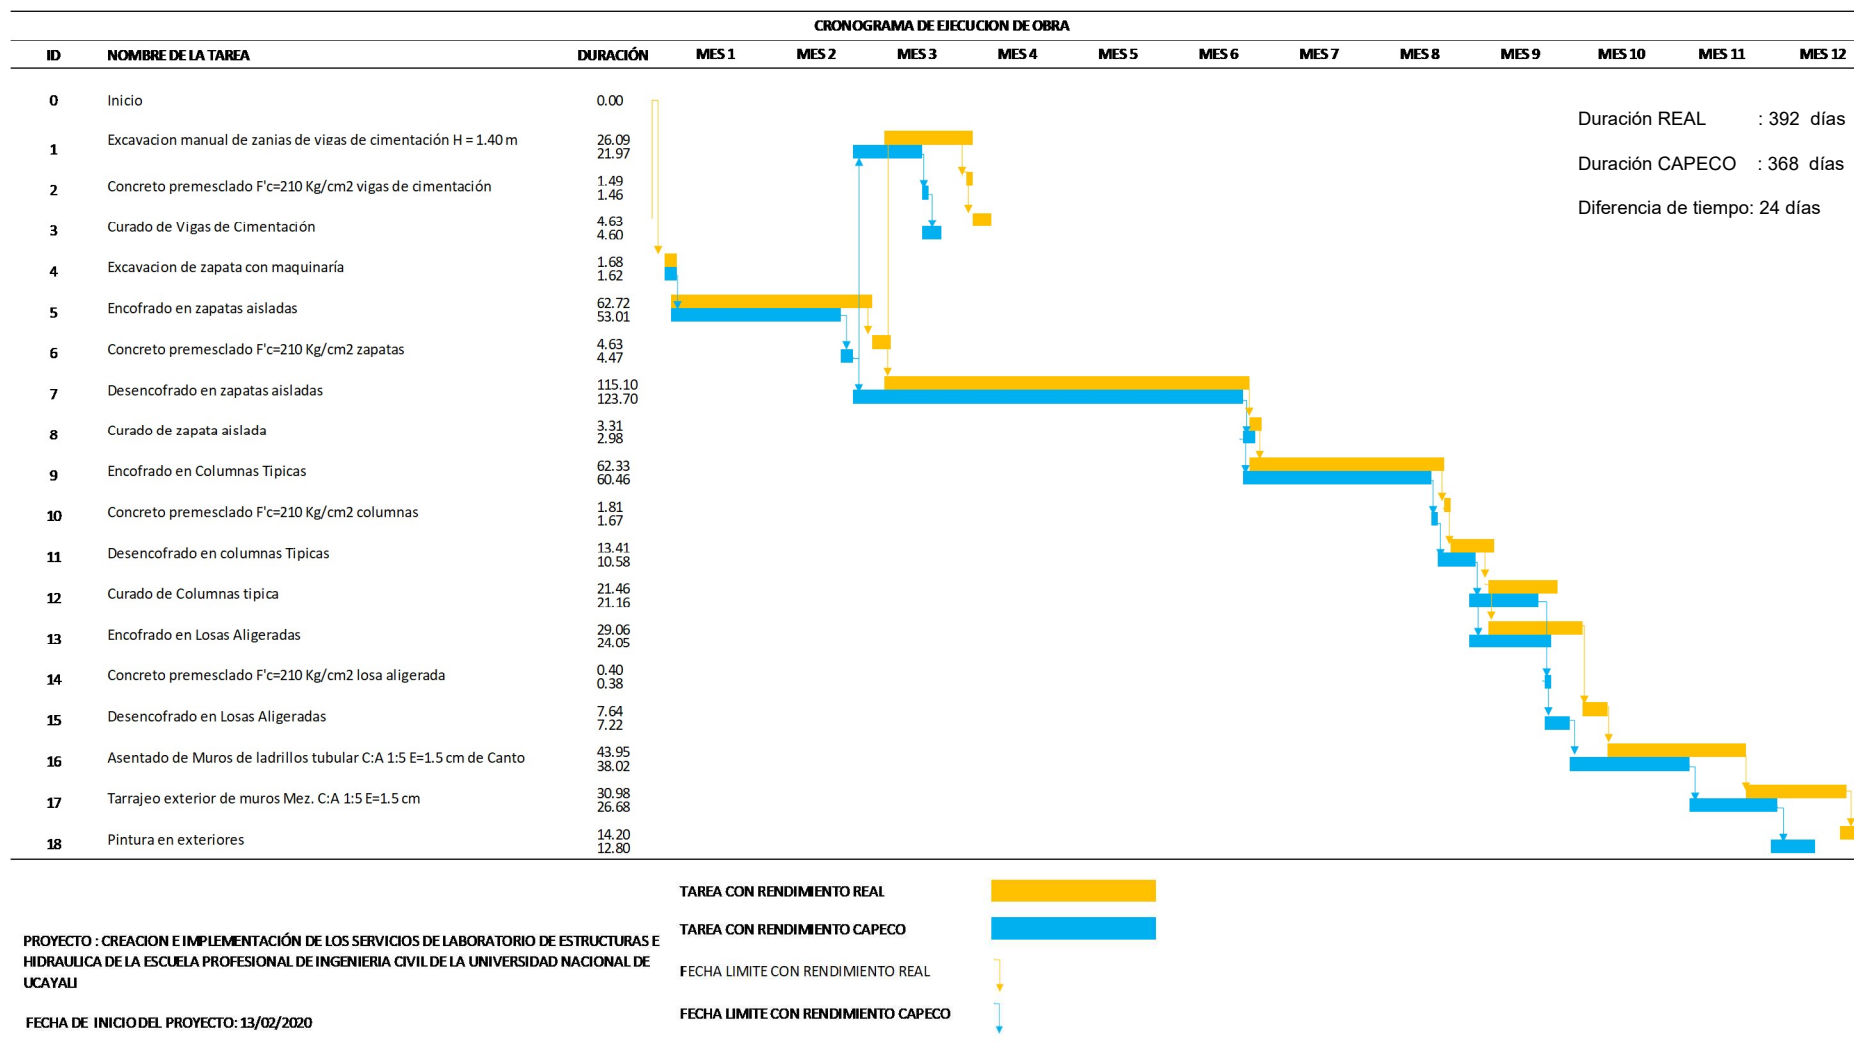 CRONOGRAMA DE EJECUCION DE OBRA
ID NOMBRE DE LA TAREA DURACIÓN MES 1 MES 2 MES 3 MES 4 MES 5 MES 6 MES 7 MES 8 MES 9 MES 10 MES 11 MES 12
0 Inicio 0.00
Duración REAL : 392 días
Duración CAPECO : 368 días
Diferencia de tiempo: 24 días
1 Excavacion manual de zanias de vigas de cimentación H = 1.40 m 26.09
21.97
2 Concreto premesclado F'c=210 Kg/cm2 vigas de cimentación 1.49
1.46
3 Curado de Vigas de Cimentación 4.63
4.60
4 Excavacion de zapata con maquinaría 1.68
1.62
5 Encofrado en zapatas aisladas 62.72
53.01
6 Concreto premesclado F'c=210 Kg/cm2 zapatas 4.63
4.47
7 Desencofrado en zapatas aisladas 115.10
123.70
8 Curado de zapata aislada 3.31
2.98
9 Encofrado en Columnas Tipicas 62.33
60.46
10 Concreto premesclado F'c=210 Kg/cm2 columnas 1.81
1.67
11 Desencofrado en columnas Tipicas 13.41
10.58
12 Curado de Columnas tipica 21.46
21.16
13 Encofrado en Losas Aligeradas 29.06
24.05
14 Concreto premesclado F'c=210 Kg/cm2 losa aligerada 0.40
0.38
15 Desencofrado en Losas Aligeradas 7.64
7.22
16 Asentado de Muros de ladrillos tubular C:A 1:5 E=1.5 cm de Canto 43.95
38.02
17 Tarrajeo exterior de muros Mez. C:A 1:5 E=1.5 cm 30.98
26.68
18 Pintura en exteriores 14.20
12.80
TAREA CON RENDIMIENTO REAL
TAREA CON RENDIMIENTO CAPECO
FECHA LIMITE CON RENDIMIENTO REAL
FECHA LIMITE CON RENDIMIENTO CAPECO
PROYECTO : CREACION E IMPLEMENTACIÓN DE LOS SERVICIOS DE LABORATORIO DE ESTRUCTURAS E
HIDRAULICA DE LA ESCUELA PROFESIONAL DE INGENIERIA CIVIL DE LA UNIVERSIDAD NACIONAL DE
UCAYALI
FECHA DE INICIO DEL PROYECTO: 13/02/2020